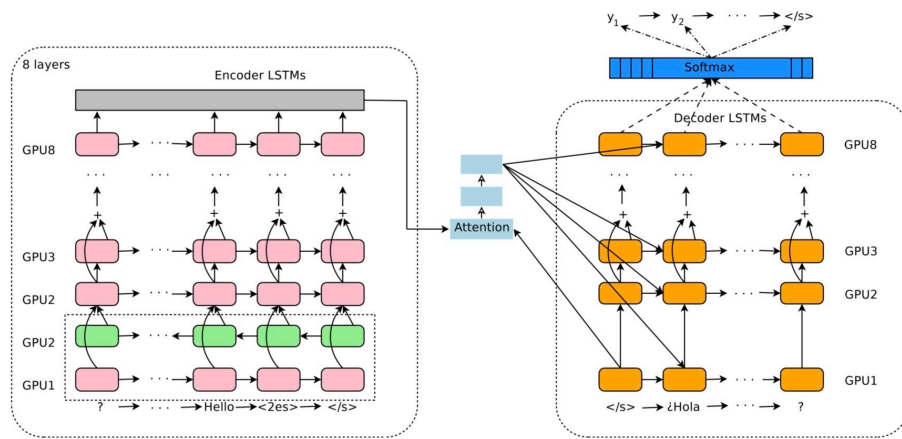 y1 y2 . . . </s>
8 layers
Encoder LSTMs
Softmax
Decoder LSTMs
GPU8
. . .
. . .
GPU8
. . .
. . .
. . .
. . .
. . .
. . .
. . .
. . .
. . .
+ + + +
+ + +
Attention
GPU3
. . .
. . .
GPU3
GPU2
. . .
. . .
GPU2
GPU2
. . .
GPU1
. . .
. . .
GPU1
? . . . Hello <2es> </s>
</s> ¿Hola . . . ?